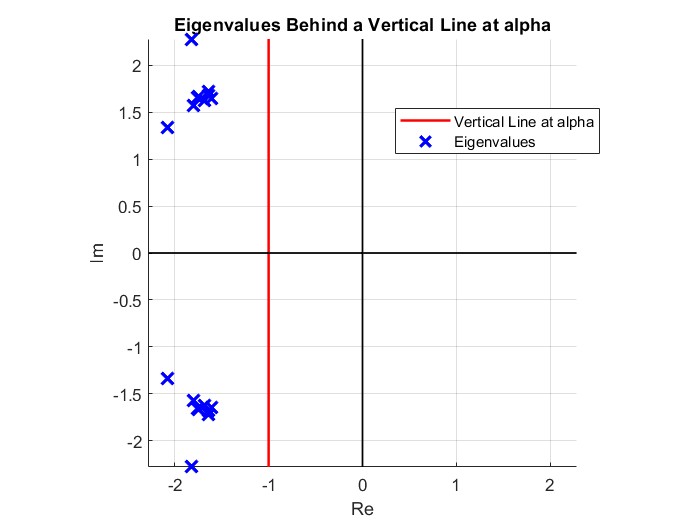 Eigenvalues Behind a Vertical Line at alpha
2
1.5
1
0.5
0
-0.5
-1
-1.5
-2
Im
Vertical Line at alpha
Eigenvalues
-2 -1 0 1 2
Re